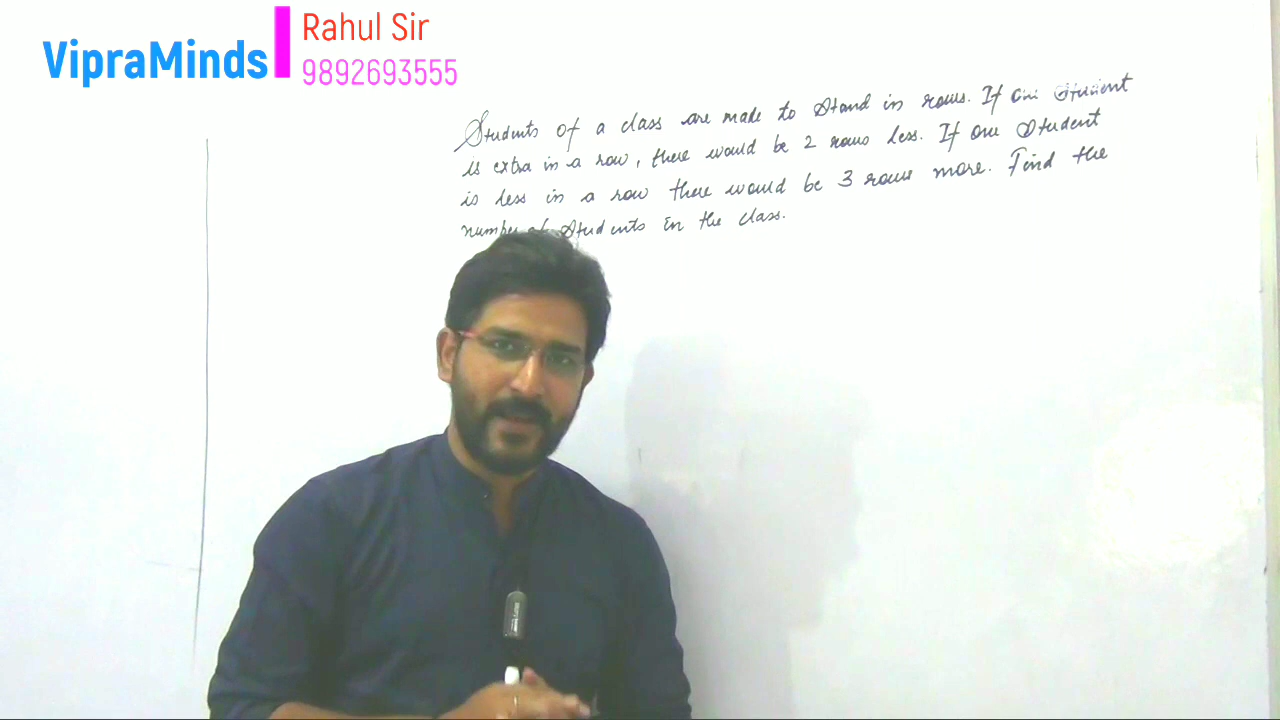 VipraMinds
Rahul Sir
9892693555
Students of a class are made to stand in rows. If one student
is extra in a row, there would be 2 rows less. If one student
is less in a row there would be 3 rows more. Find the
number of students in the class.